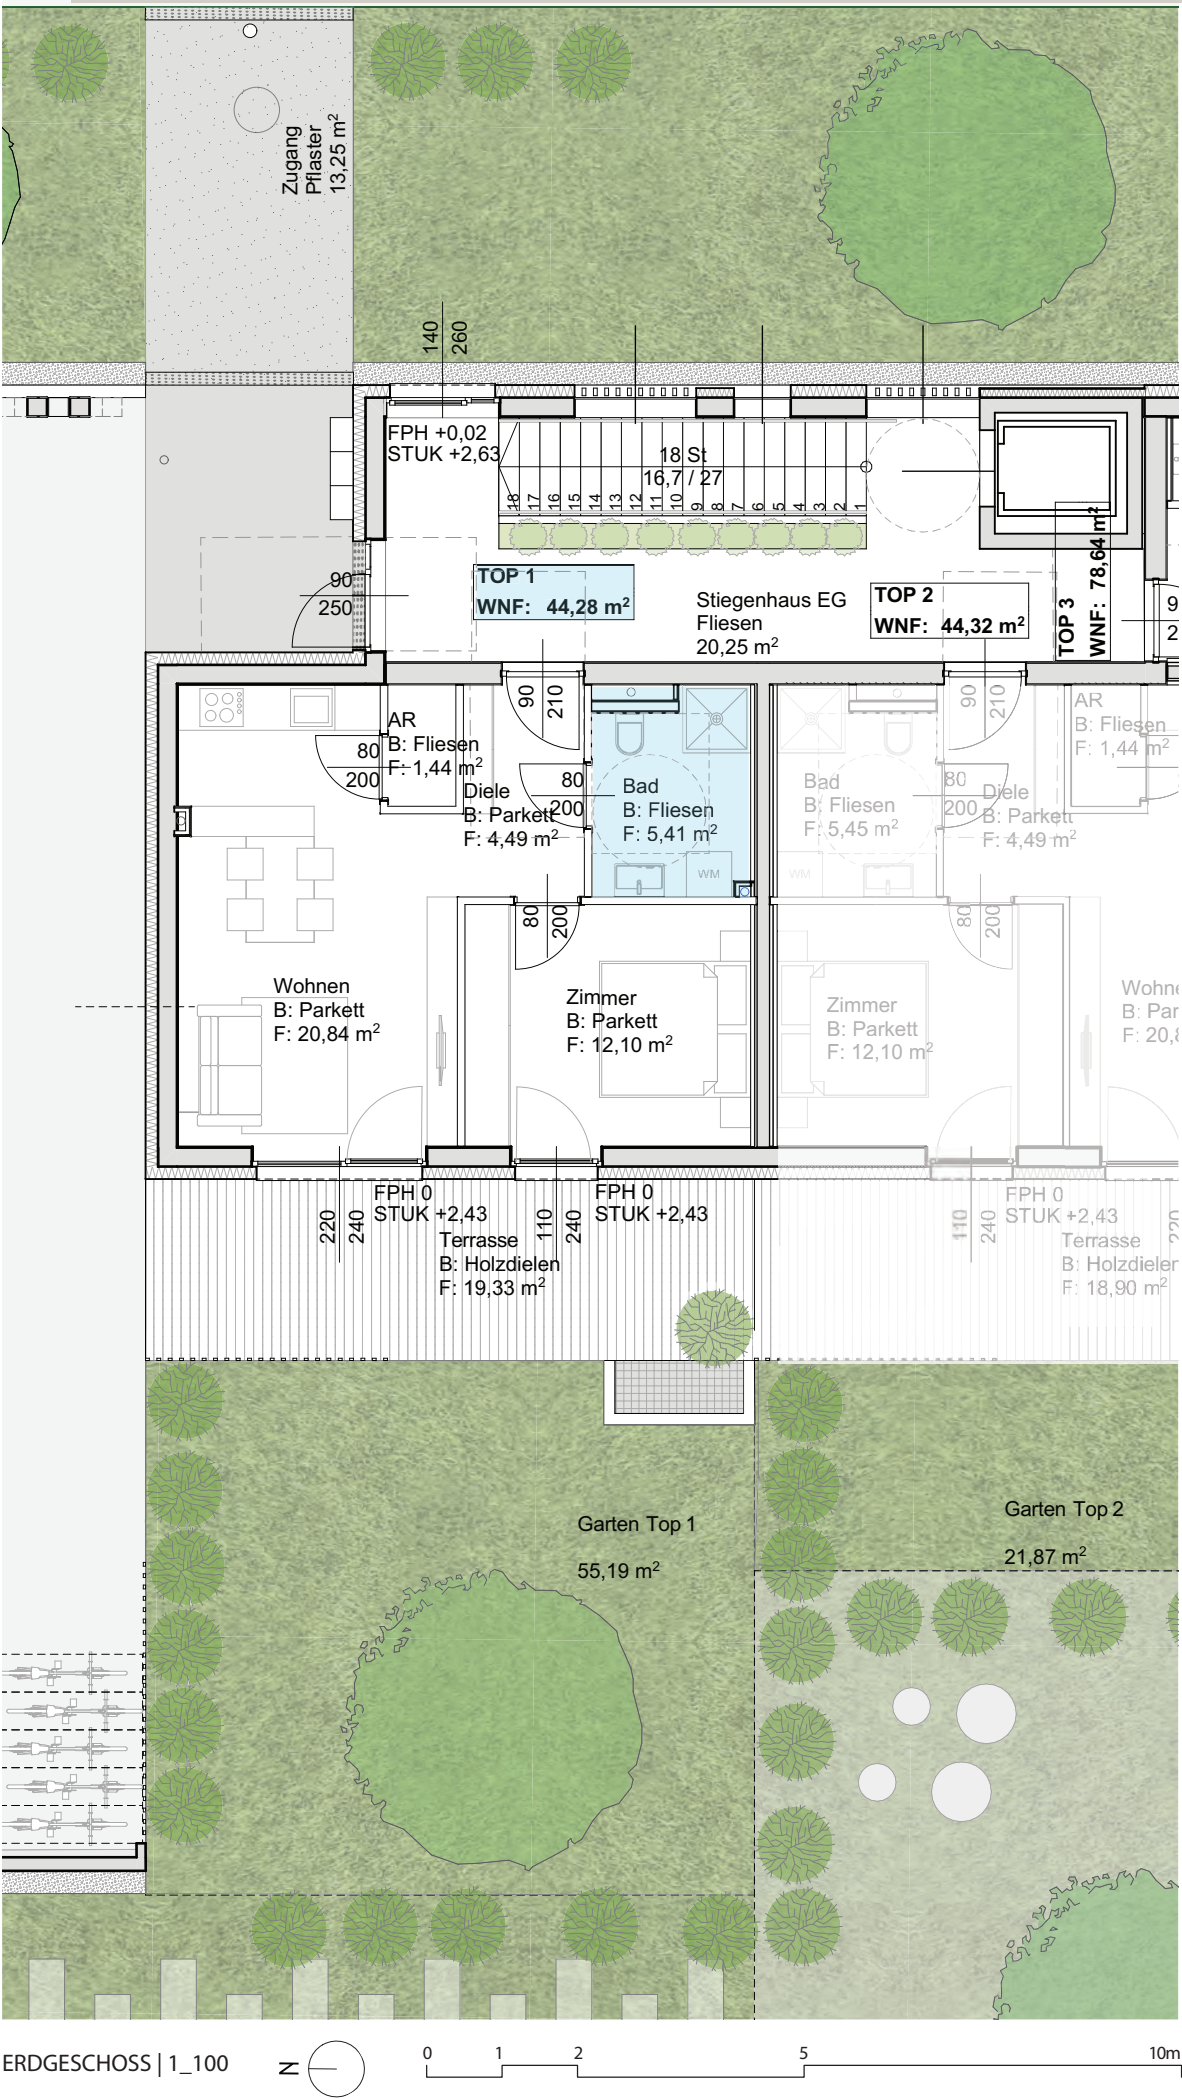 Zugang
Pflaster
13,25 m²
140
260
FPH +0,02
STUK +2,63
18 St
16,7 / 27
18
17
16
15
14
13
12
11
10
9
8
7
6
5
4
3
2
1
90
250
TOP 1
WNF: 44,28 m²
Stiegenhaus EG
Fliesen
20,25 m²
TOP 2
WNF: 44,32 m²
TOP 3
WNF: 78,64 m²
9
2
90
210
90
210
AR
B: Fliesen
F: 1,44 m²
80
200
Diele
B: Parkett
F: 4,49 m²
80
200
Bad
B: Fliesen
F: 5,41 m²
WM
Bad
B: Fliesen
F: 5,45 m²
WM
80
200
Diele
B: Parkett
F: 4,49 m²
AR
B: Fliesen
F: 1,44 m²
80
200
80
200
Wohnen
B: Parkett
F: 20,84 m²
Zimmer
B: Parkett
F: 12,10 m²
Zimmer
B: Parkett
F: 12,10 m²
Wohne
B: Par
F: 20,8
FPH 0
STUK +2,43
220
240
FPH 0
STUK +2,43
110
240
Terrasse
B: Holzdielen
F: 19,33 m²
110
240
FPH 0
STUK +2,43
220
Terrasse
B: Holzdielen
F: 18,90 m²
Garten Top 1
55,19 m²
Garten Top 2
21,87 m²
ERDGESCHOSS | 1_100
N
0 1 2 5 10m